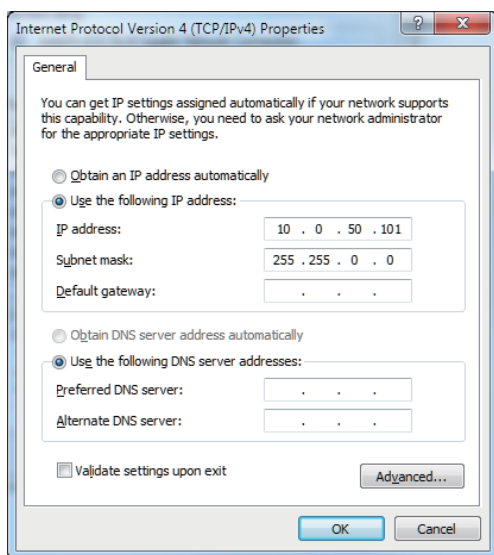 Internet Protocol Version 4 (TCP/IPv4) Properties
?
X
General
You can get IP settings assigned automatically if your network supports
this capability. Otherwise, you need to ask your network administrator
for the appropriate IP settings.
Obtain an IP address automatically
Use the following IP address:
IP address: 10 . 0 . 50 . 101
Subnet mask: 255 . 255 . 0 . 0
Default gateway: . . .
Obtain DNS server address automatically
Use the following DNS server addresses:
Preferred DNS server: . . .
Alternate DNS server: . . .
Validate settings upon exit
Advanced...
OK Cancel